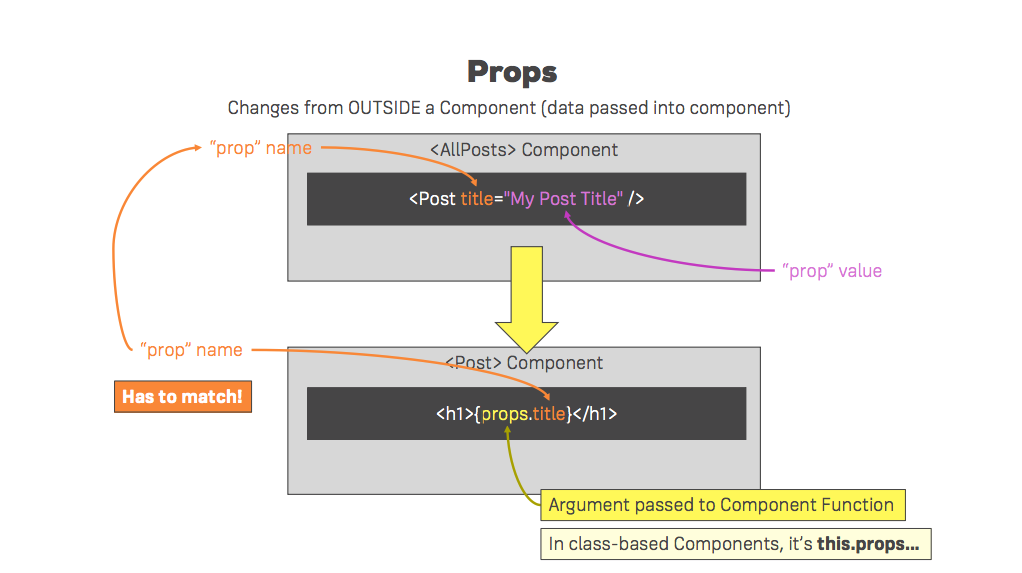 Props
Changes from OUTSIDE a Component (data passed into component)
“prop” name
<AllPosts> Component
<Post title="My Post Title" />
“prop” value
“prop” name
<Post> Component
Has to match!
<h1>{props.title}</h1>
Argument passed to Component Function
In class-based Components, it’s this.props...